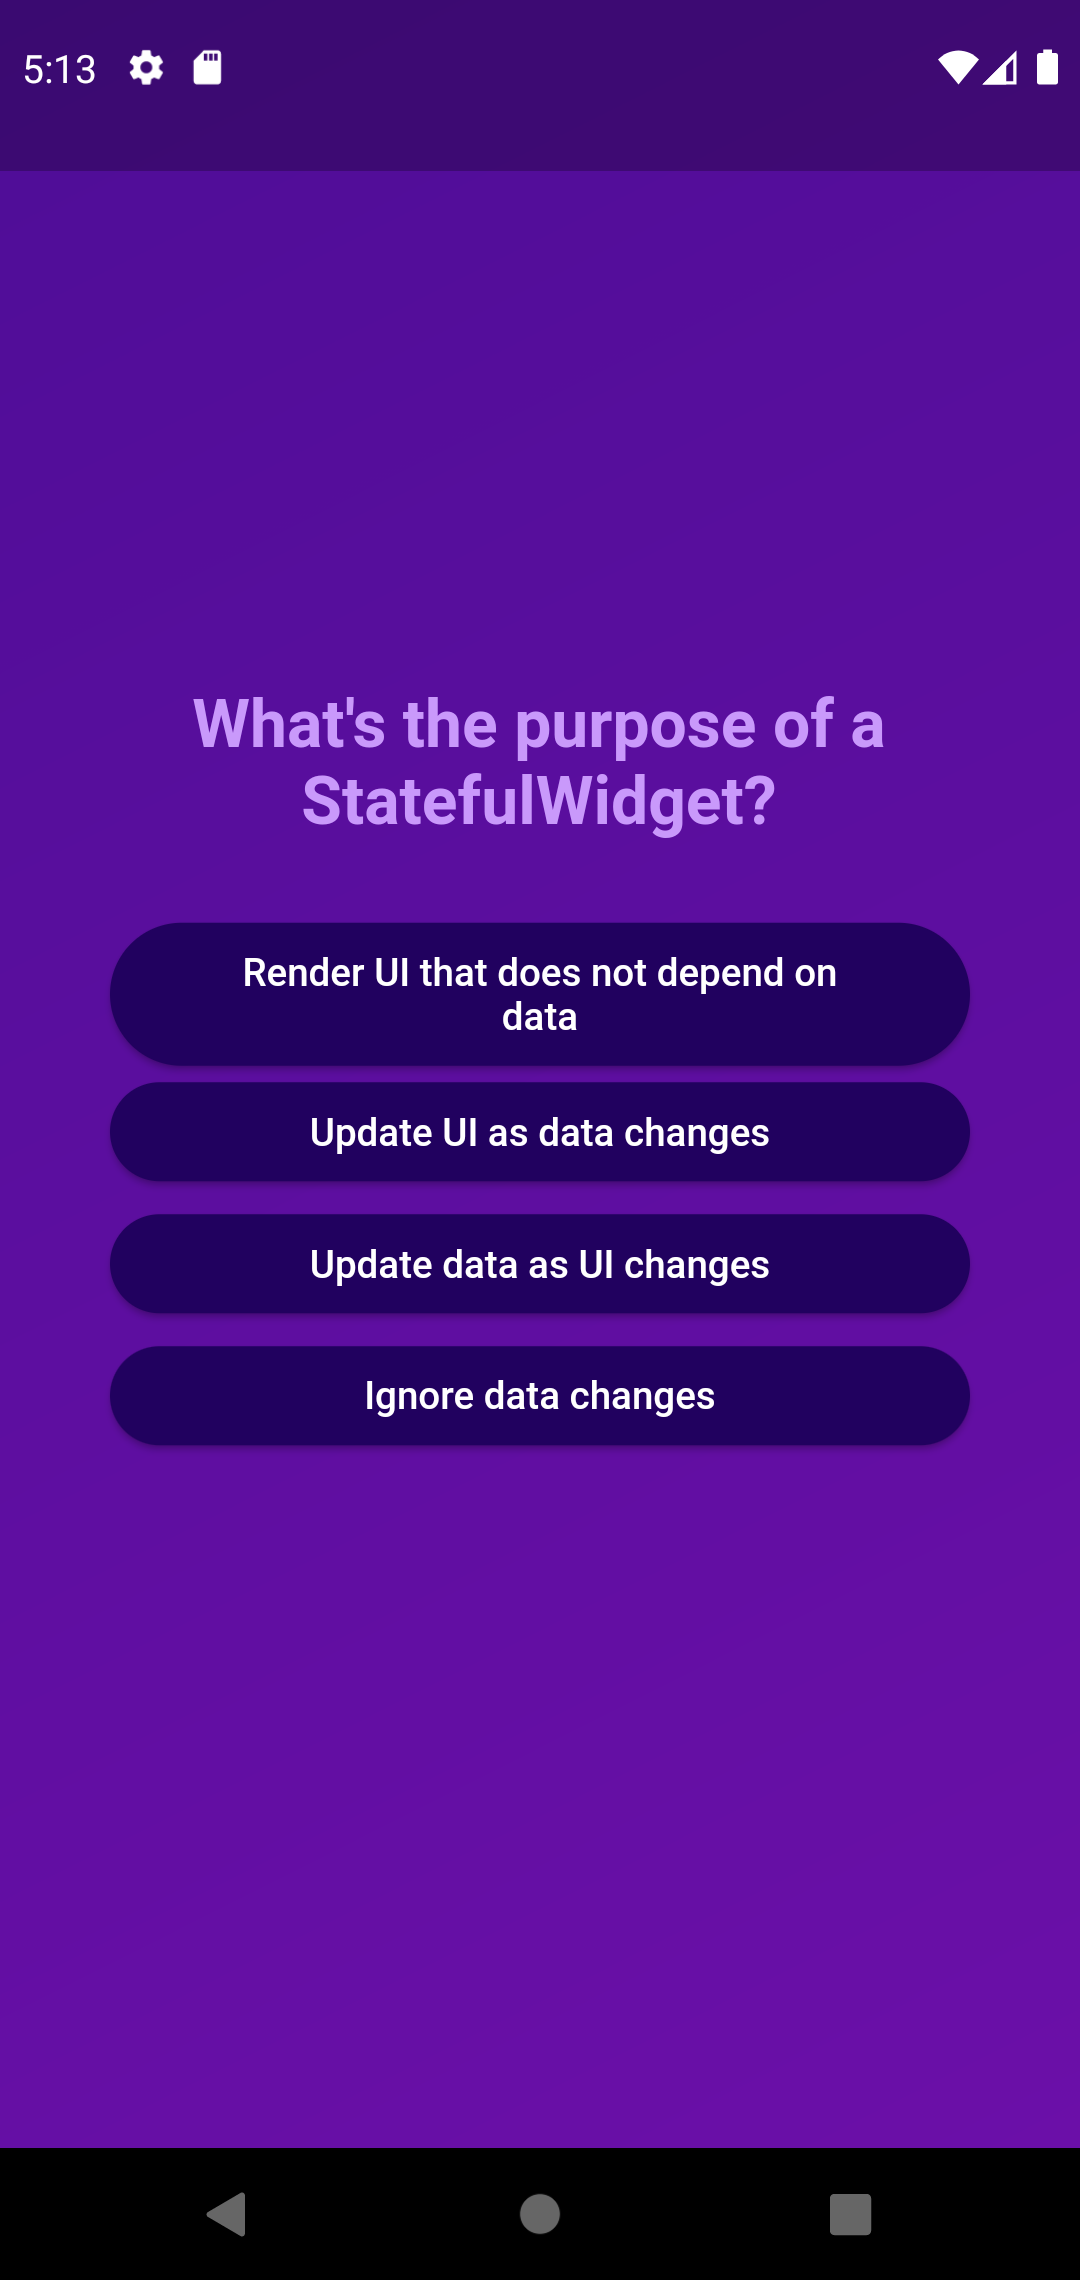 5:13
What's the purpose of a
StatefulWidget?
Render UI that does not depend on
data
Update UI as data changes
Update data as UI changes
Ignore data changes